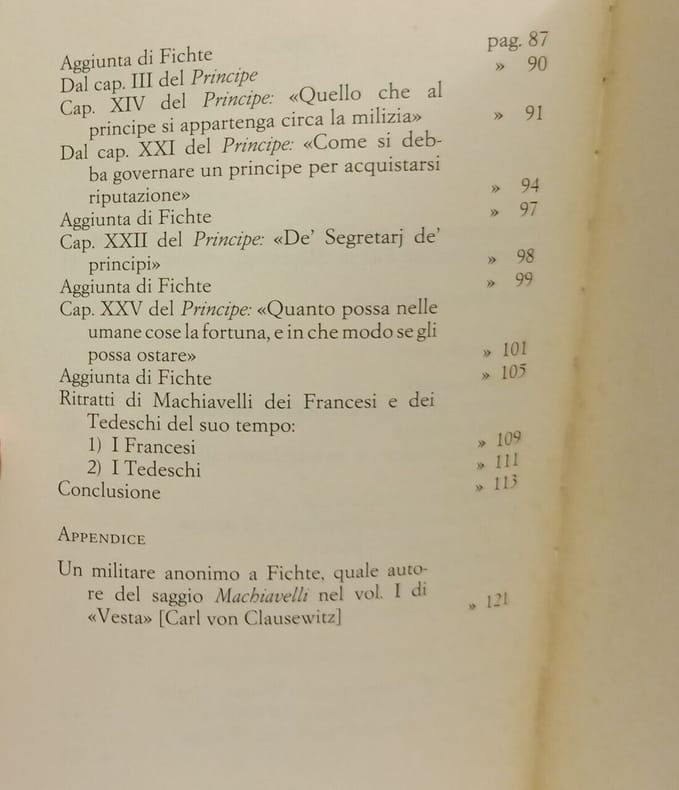 Aggiunta di Fichte pag. 87
Dal cap. III del Principe » 90
Cap. XIV del Principe: «Quello che al
principe si appartenga circa la milizia» » 91
Dal cap. XXI del Principe: «Come si deb-
ba governare un principe per acquistarsi
riputazione» » 94
Aggiunta di Fichte » 97
Cap. XXII del Principe: «De' Segretarj de'
principi» » 98
Aggiunta di Fichte » 99
Cap. XXV del Principe: «Quanto possa nelle
umane cose la fortuna, e in che modo se gli
possa ostare» » 101
Aggiunta di Fichte » 105
Ritratti di Machiavelli dei Francesi e dei
Tedeschi del suo tempo:
1) I Francesi » 109
2) I Tedeschi » 111
Conclusione » 113
APPENDICE
Un militare anonimo a Fichte, quale auto-
re del saggio Machiavelli nel vol. I di
«Vesta» [Carl von Clausewitz] » 121